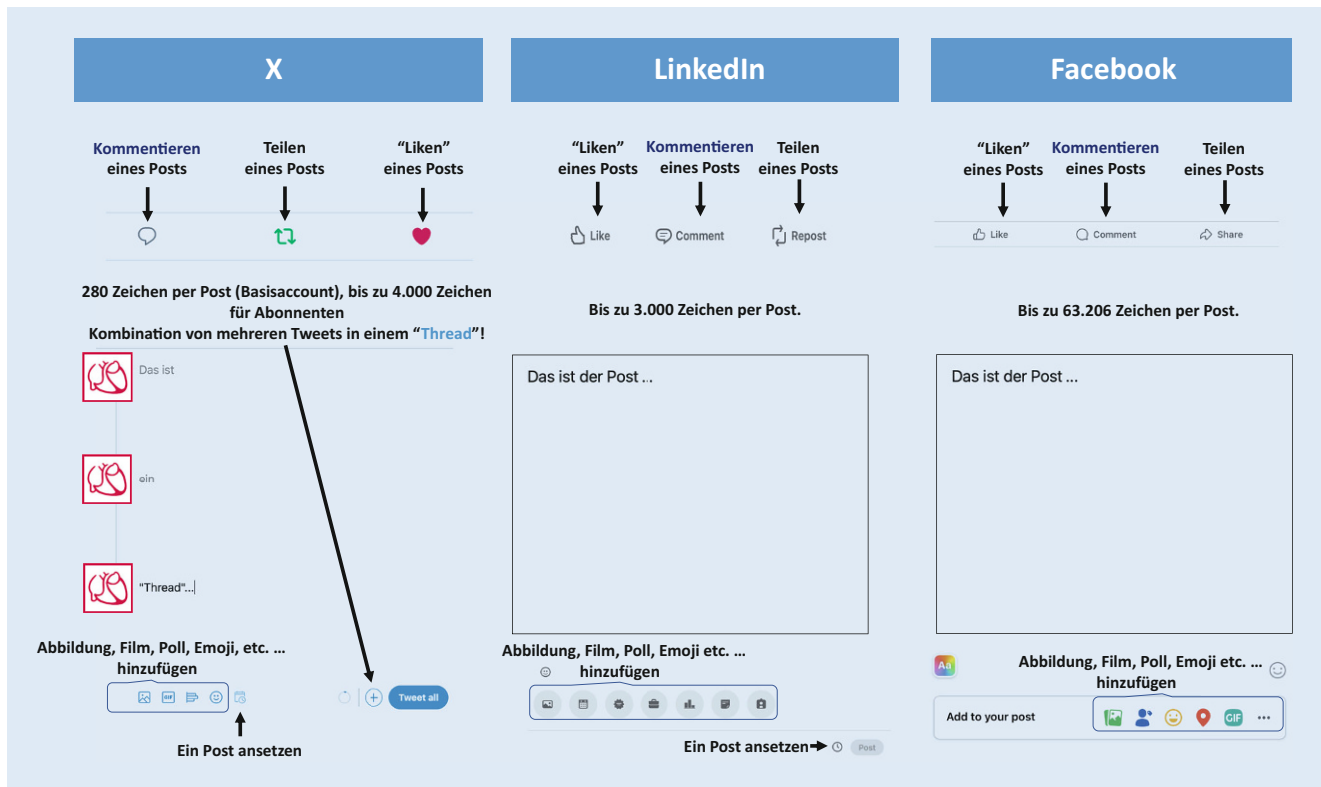 X
Kommentieren
eines Posts
Teilen
eines Posts
“Liken”
eines Posts
280 Zeichen per Post (Basisaccount), bis zu 4.000 Zeichen
für Abonnenten
Kombination von mehreren Tweets in einem “Thread”!
Das ist
ein
"Thread"...
Abbildung, Film, Poll, Emoji, etc. ...
hinzufügen
GIF
Tweet all
Ein Post ansetzen
LinkedIn
“Liken”
eines Posts
Kommentieren
eines Posts
Teilen
eines Posts
Like
Comment
Repost
Bis zu 3.000 Zeichen per Post.
Das ist der Post ...
Abbildung, Film, Poll, Emoji etc. ...
hinzufügen
Ein Post ansetzen
Post
Facebook
“Liken”
eines Posts
Kommentieren
eines Posts
Teilen
eines Posts
Like
Comment
Share
Bis zu 63.206 Zeichen per Post.
Das ist der Post ...
Aa
Abbildung, Film, Poll, Emoji etc. ...
hinzufügen
Add to your post
GIF